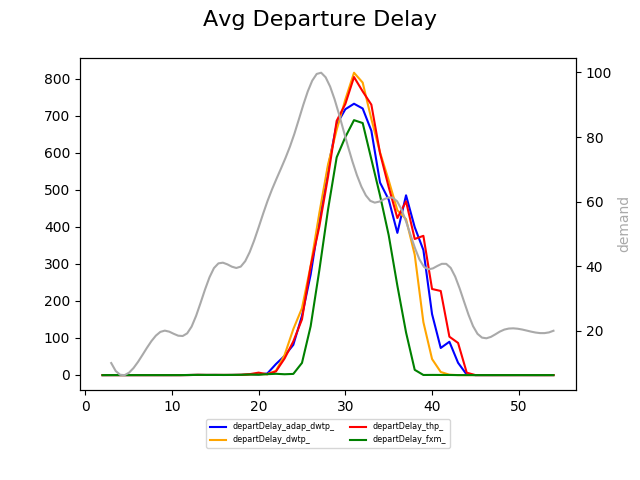 Avg Departure Delay
800
700
600
500
400
300
200
100
0
100
80
60
40
20
demand
0 10 20 30 40 50
departDelay_adap_dwtp_ departDelay_thp_
departDelay_dwtp_ departDelay_fxm_